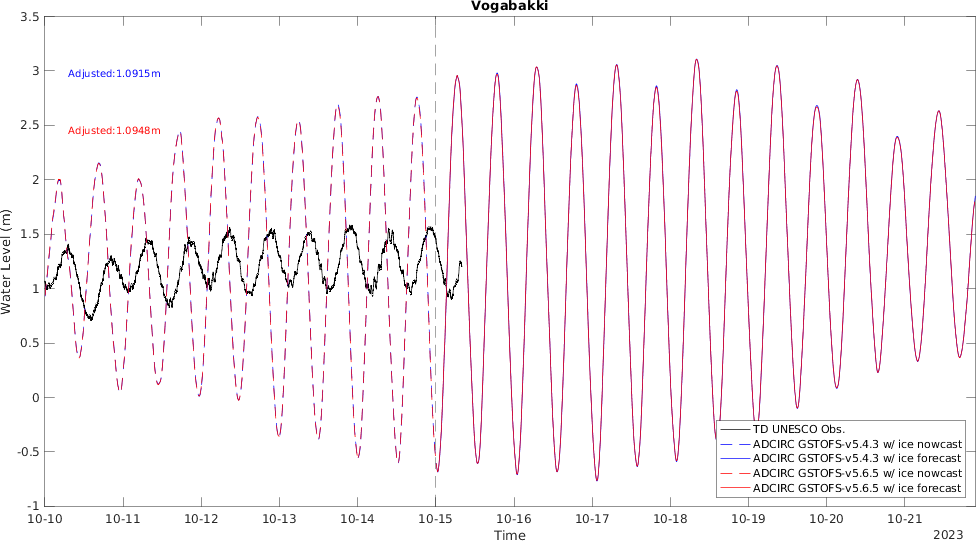 Vogabakki
3.5
3
2.5
2
1.5
1
0.5
0
-0.5
-1
Water Level (m)
Adjusted:1.0915m
Adjusted:1.0948m
TD UNESCO Obs.
ADCIRC GSTOFS-v5.4.3 w/ ice nowcast
ADCIRC GSTOFS-v5.4.3 w/ ice forecast
ADCIRC GSTOFS-v5.6.5 w/ ice nowcast
ADCIRC GSTOFS-v5.6.5 w/ ice forecast
10-10 10-11 10-12 10-13 10-14 10-15 10-16 10-17 10-18 10-19 10-20 10-21
Time
2023